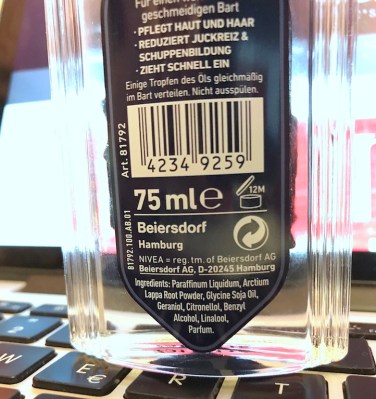 Für einen w
geschmeidigen Bart
• PFLEGT HAUT UND HAAR
• REDUZIERT JUCKREIZ &
SCHUPPENBILDUNG
• ZIEHT SCHNELL EIN
Einige Tropfen des Öls gleichmäßig
im Bart verteilen. Nicht ausspülen.
Art. 81792
4234 9259
75 ml e
12M
Beiersdorf
Hamburg
81792.100.AB.01
NIVEA = reg. tm. of Beiersdorf AG
Beiersdorf AG, D-20245 Hamburg
Ingredients: Paraffinum Liquidum, Arctium
Lappa Root Powder, Glycine Soja Oil,
Geraniol, Citronellol, Benzyl
Alcohol, Linalool,
Parfum.
W
E €
R
T